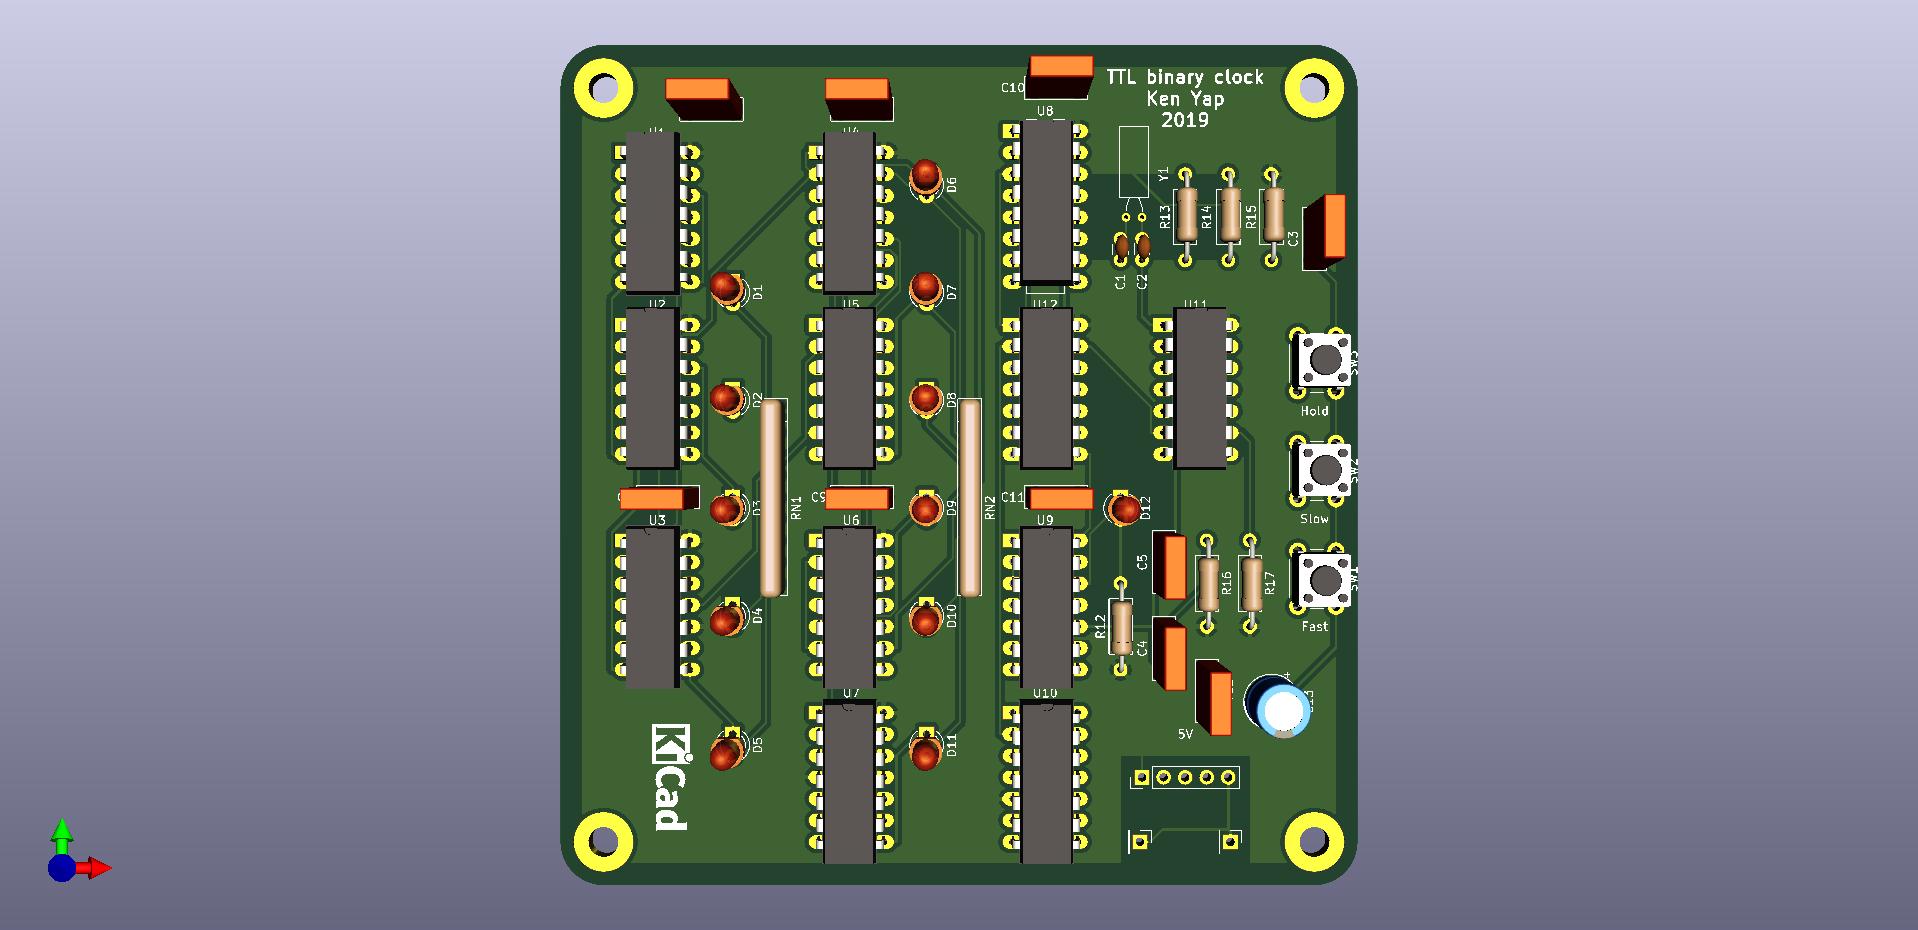 TTL binary clock
Ken Yap
2019
C10
U8
U1
U4
Y1
D6
R13
R14
R15
C3
C1
C2
D1
D7
U2
U5
U12
U11
SW3
Hold
D2
D8
SW2
Slow
C9
C11
RN1
RN2
D3
D9
D12
U3
U6
U9
C5
R16
R17
SW1
Fast
D4
D10
R12
C4
U7
U10
5V
D5
D11
KiCad